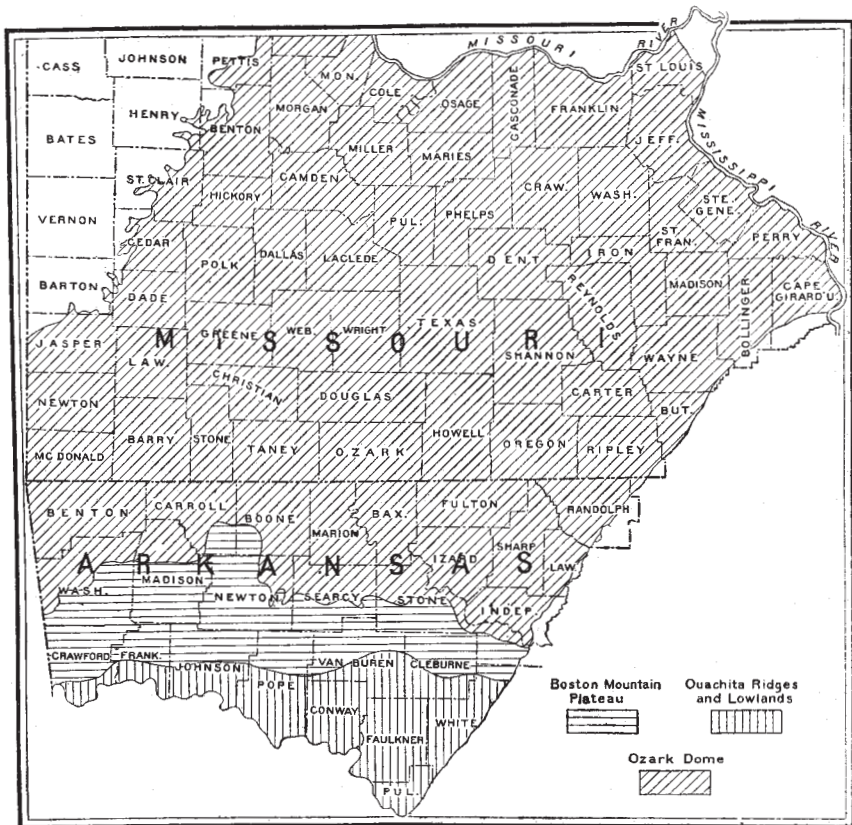 MISSOURI RIVER
CASS JOHNSON PETTIS MON. COLE OSAGE GASCONADE FRANKLIN ST LOUIS
BATES HENRY BENTON MORGAN MILLER MARIES JEFF. MISSISSIPPI RIVER
VERNON ST. CLAIR HICKORY CAMDEN PUL. PHELPS CRAW. WASH. STE. GENE. PERRY
BARTON CEDAR POLK DALLAS LACLEDE DENT IRON ST. FRAN.
DADE REYNOLDS MADISON BOLLINGER CAPE GIRARD'U
JASPER LAW. GREENE WEB. WRIGHT TEXAS SHANNON WAYNE
MISSOURI
NEWTON CHRISTIAN DOUGLAS CARTER BUT.
MCDONALD BARRY STONE TANEY OZARK HOWELL OREGON RIPLEY
BENTON CARROLL BOONE MARION BAX. FULTON RANDOLPH
IZARD SHARP LAW.
ARKANSAS
WASH. MADISON NEWTON SEARCY STONE INDEP.
CRAWFORD FRANK. JOHNSON VAN BUREN CLEBURNE
POPE CONWAY FAULKNER WHITE
PUL.
Boston Mountain
Plateau
Ouachita Ridges
and Lowlands
Ozark Dome